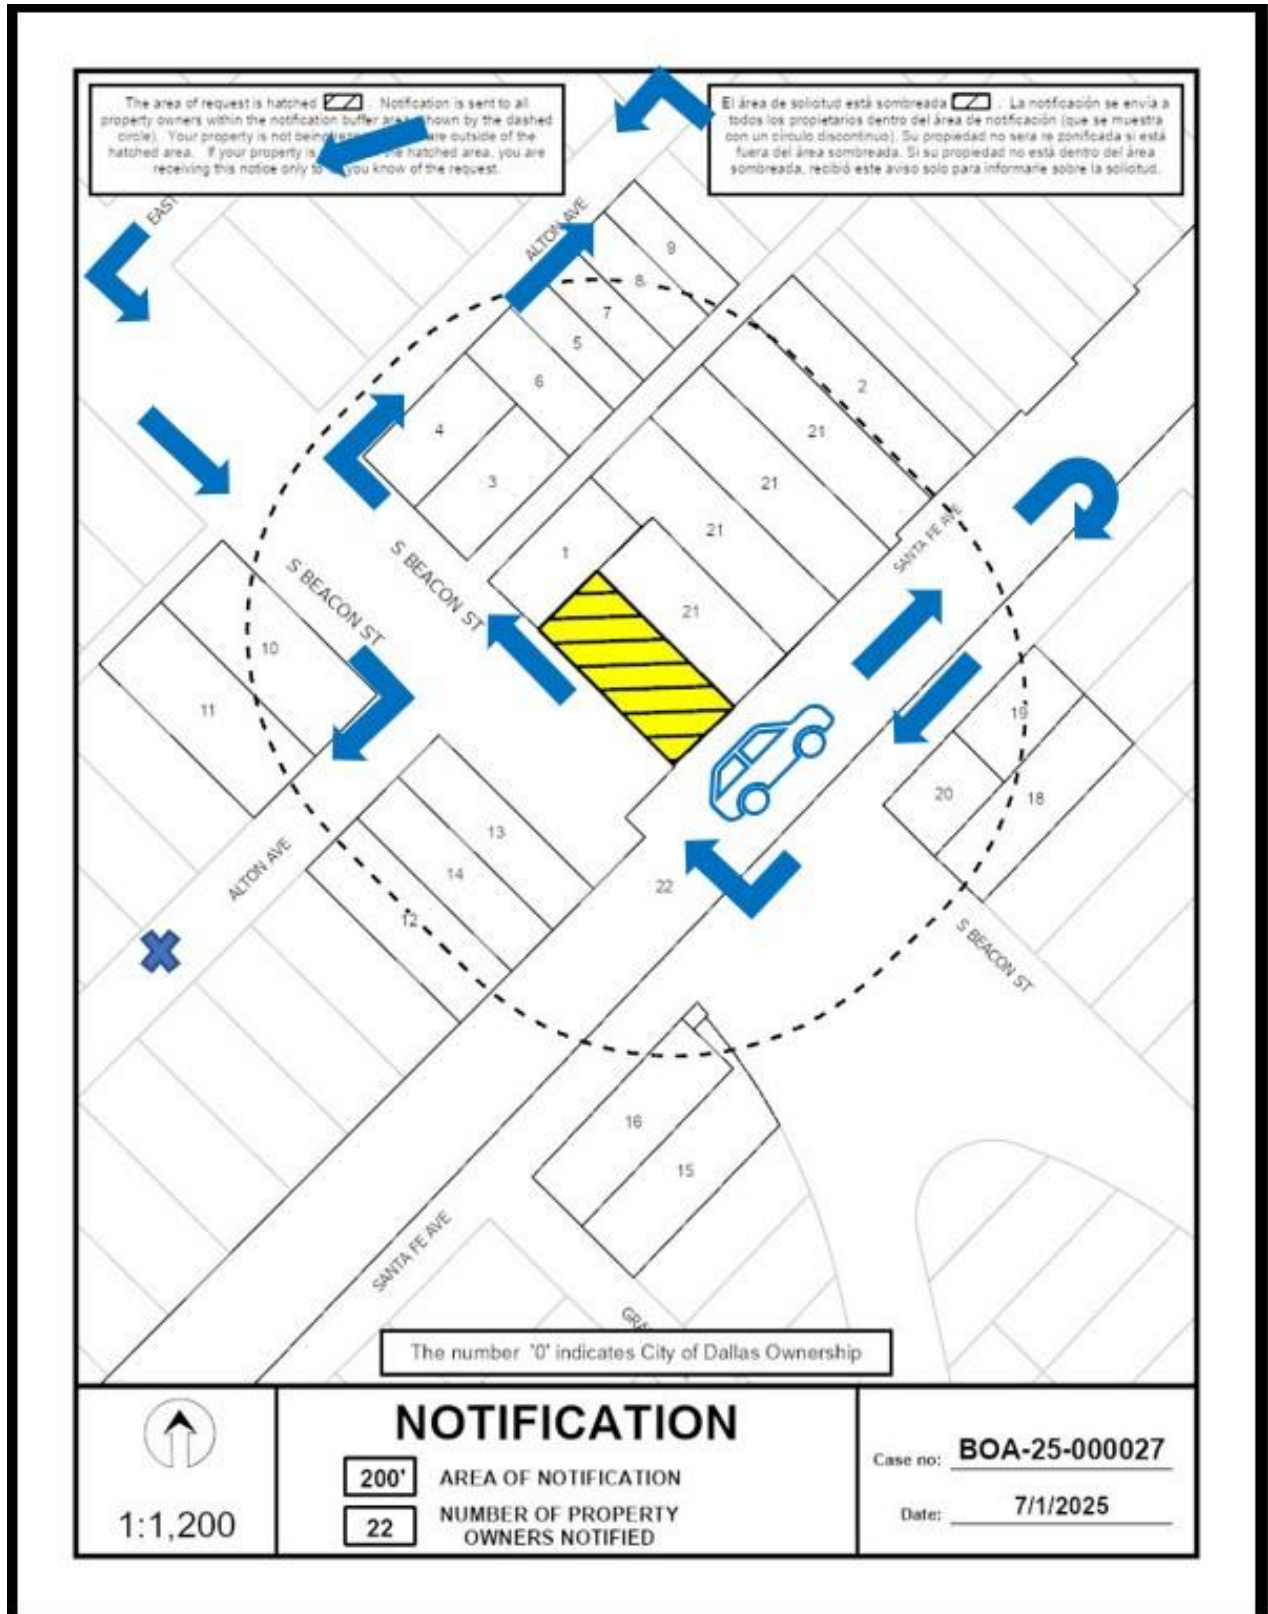 The area of request is hatched . Notification is sent to all
property owners within the notification buffer area (shown by the dashed
circle). Your property is not being are outside of the
hatched area. If your property is the hatched area, you are
receiving this notice only to you know of the request.
El área de solicitud está sombreada . La notificación se envía a
todos los propietarios dentro del área de notificación (que se muestra
con un círculo discontinuo). Su propiedad no sera re zonificada si está
fuera del área sombreada. Si su propiedad no está dentro del área
sombreada, recibió este aviso solo para informarle sobre la solicitud.
EAST
ALTON AVE
9
8
7
5
6
4
3
2
21
21
21
21
1
SANTA FE AVE
S BEACON ST
S BEACON ST
10
11
19
20
18
13
14
12
22
ALTON AVE
S BEACON ST
16
15
SANTA FE AVE
The number '0' indicates City of Dallas Ownership
1:1,200
NOTIFICATION
200' AREA OF NOTIFICATION
22 NUMBER OF PROPERTY
OWNERS NOTIFIED
Case no: BOA-25-000027
Date: 7/1/2025